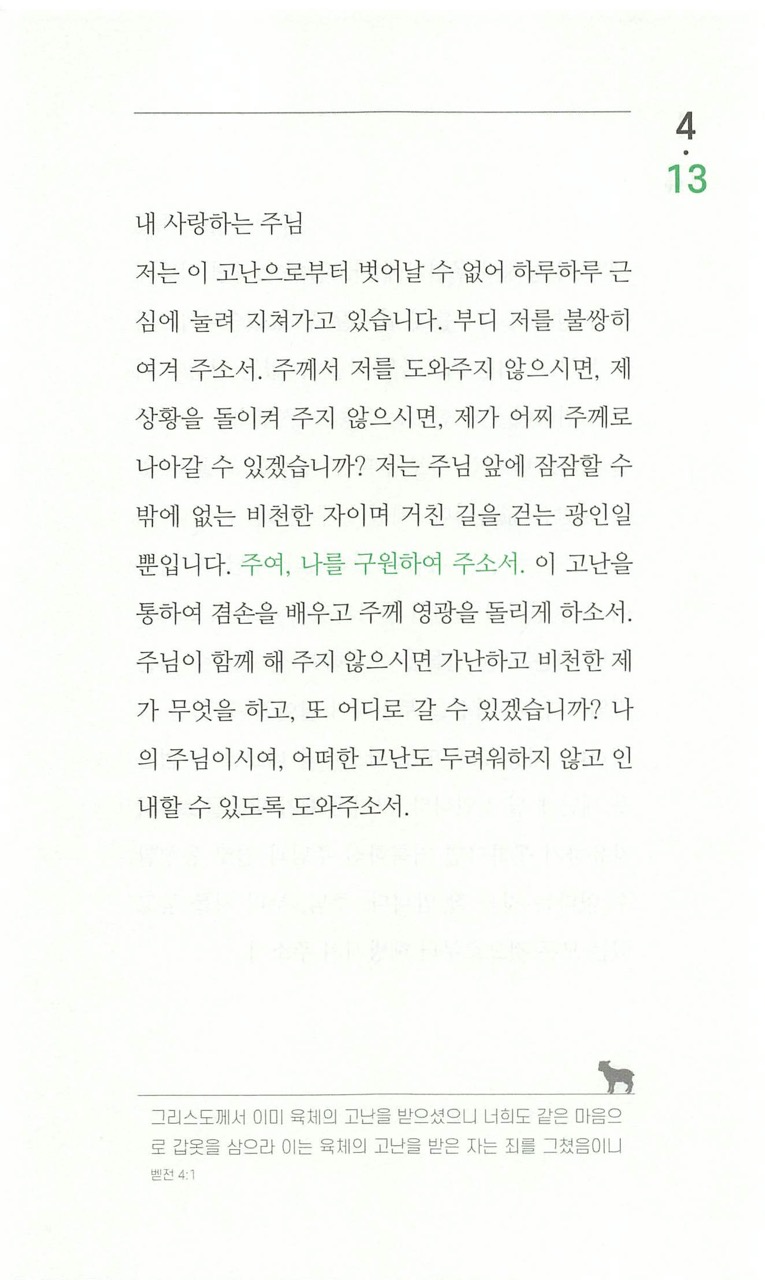 4
·
13
내 사랑하는 주님
저는 이 고난으로부터 벗어날 수 없어 하루하루 근
심에 눌려 지쳐가고 있습니다. 부디 저를 불쌍히
여겨 주소서. 주께서 저를 도와주지 않으시면, 제
상황을 돌이켜 주지 않으시면, 제가 어찌 주께로
나아갈 수 있겠습니까? 저는 주님 앞에 잠잠할 수
밖에 없는 비천한 자이며 거친 길을 걷는 광인일
뿐입니다. 주여, 나를 구원하여 주소서. 이 고난을
통하여 겸손을 배우고 주께 영광을 돌리게 하소서.
주님이 함께 해 주지 않으시면 가난하고 비천한 제
가 무엇을 하고, 또 어디로 갈 수 있겠습니까? 나
의 주님이시여, 어떠한 고난도 두려워하지 않고 인
내할 수 있도록 도와주소서.
그리스도께서 이미 육체의 고난을 받으셨으니 너희도 같은 마음으
로 갑옷을 삼으라 이는 육체의 고난을 받은 자는 죄를 그쳤음이니
벧전 4:1